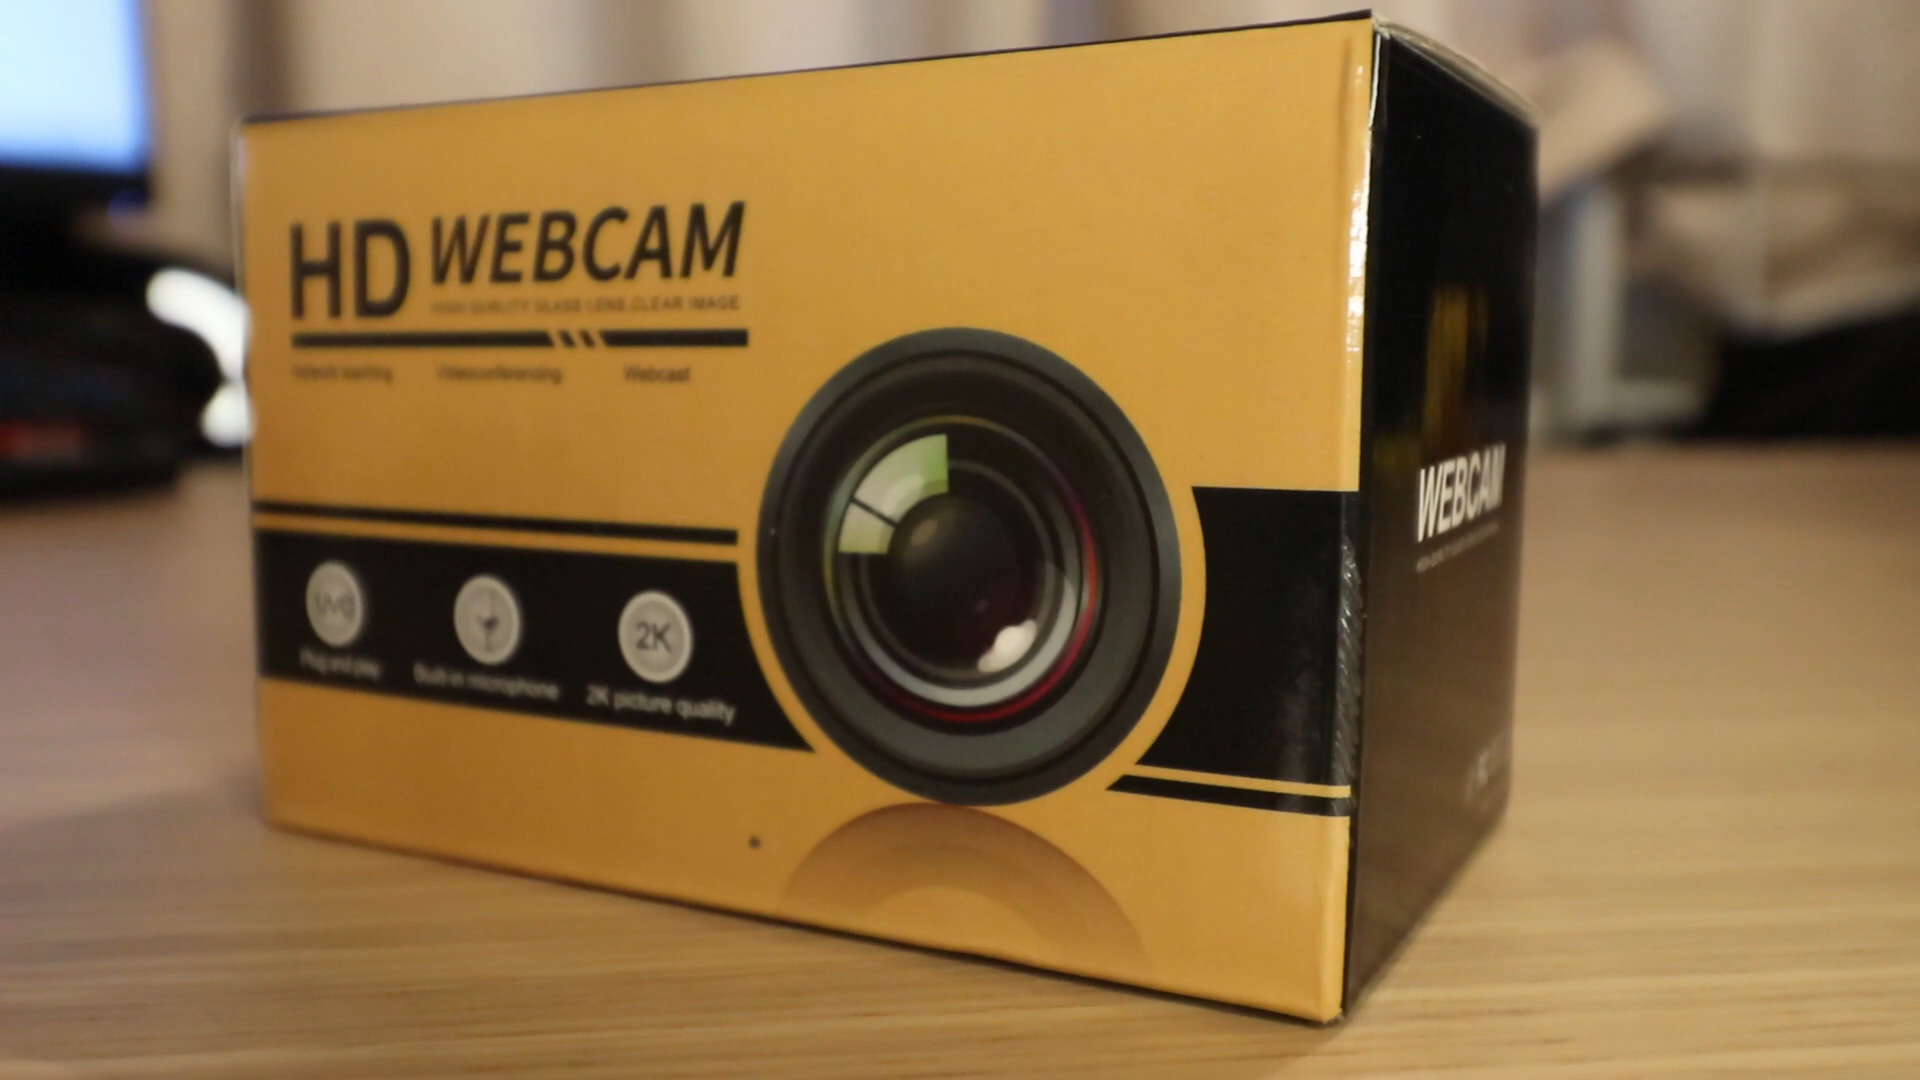 HD WEBCAM
HIGH-QUALITY GLASS LENS,CLEAR IMAGE
Network teaching Videoconferencing Webcast
UVC
2K
Plug and play
Built-in microphone
2K picture quality
WEBCAM